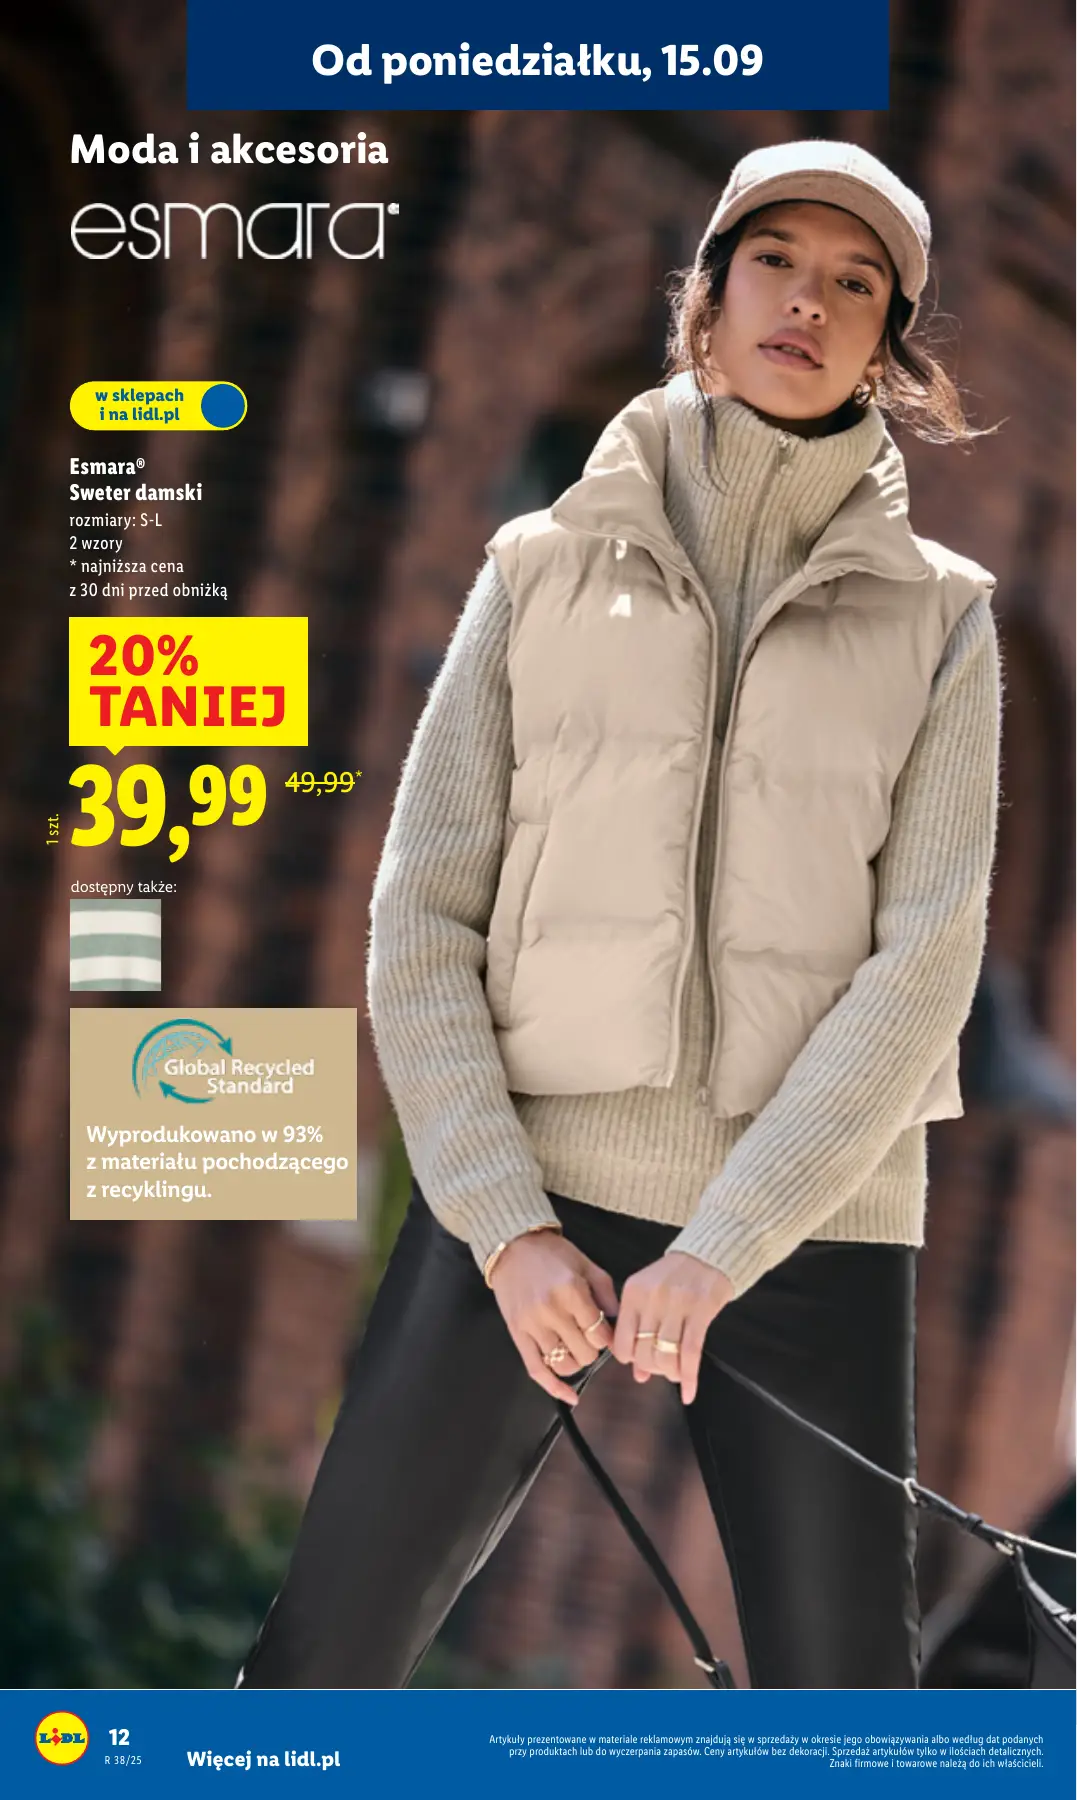 Od poniedziałku, 15.09
Moda i akcesoria
esmara®
w sklepach
i na lidl.pl
Esmara®
Sweter damski
rozmiary: S-L
2 wzory
* najniższa cena
z 30 dni przed obniżką
20%
TANIEJ
39,99
49,99*
1 szt.
dostępny także:
Global Recycled
Standard
Wyprodukowano w 93%
z materiału pochodzącego
z recyklingu.
LIDL
12
R 38/25
Więcej na lidl.pl
Artykuły prezentowane w materiale reklamowym znajdują się w sprzedaży w okresie jego obowiązywania albo według dat podanych
przy produktach lub do wyczerpania zapasów. Ceny artykułów bez dekoracji. Sprzedaż artykułów tylko w ilościach detalicznych.
Znaki firmowe i towarowe należą do ich właścicieli.